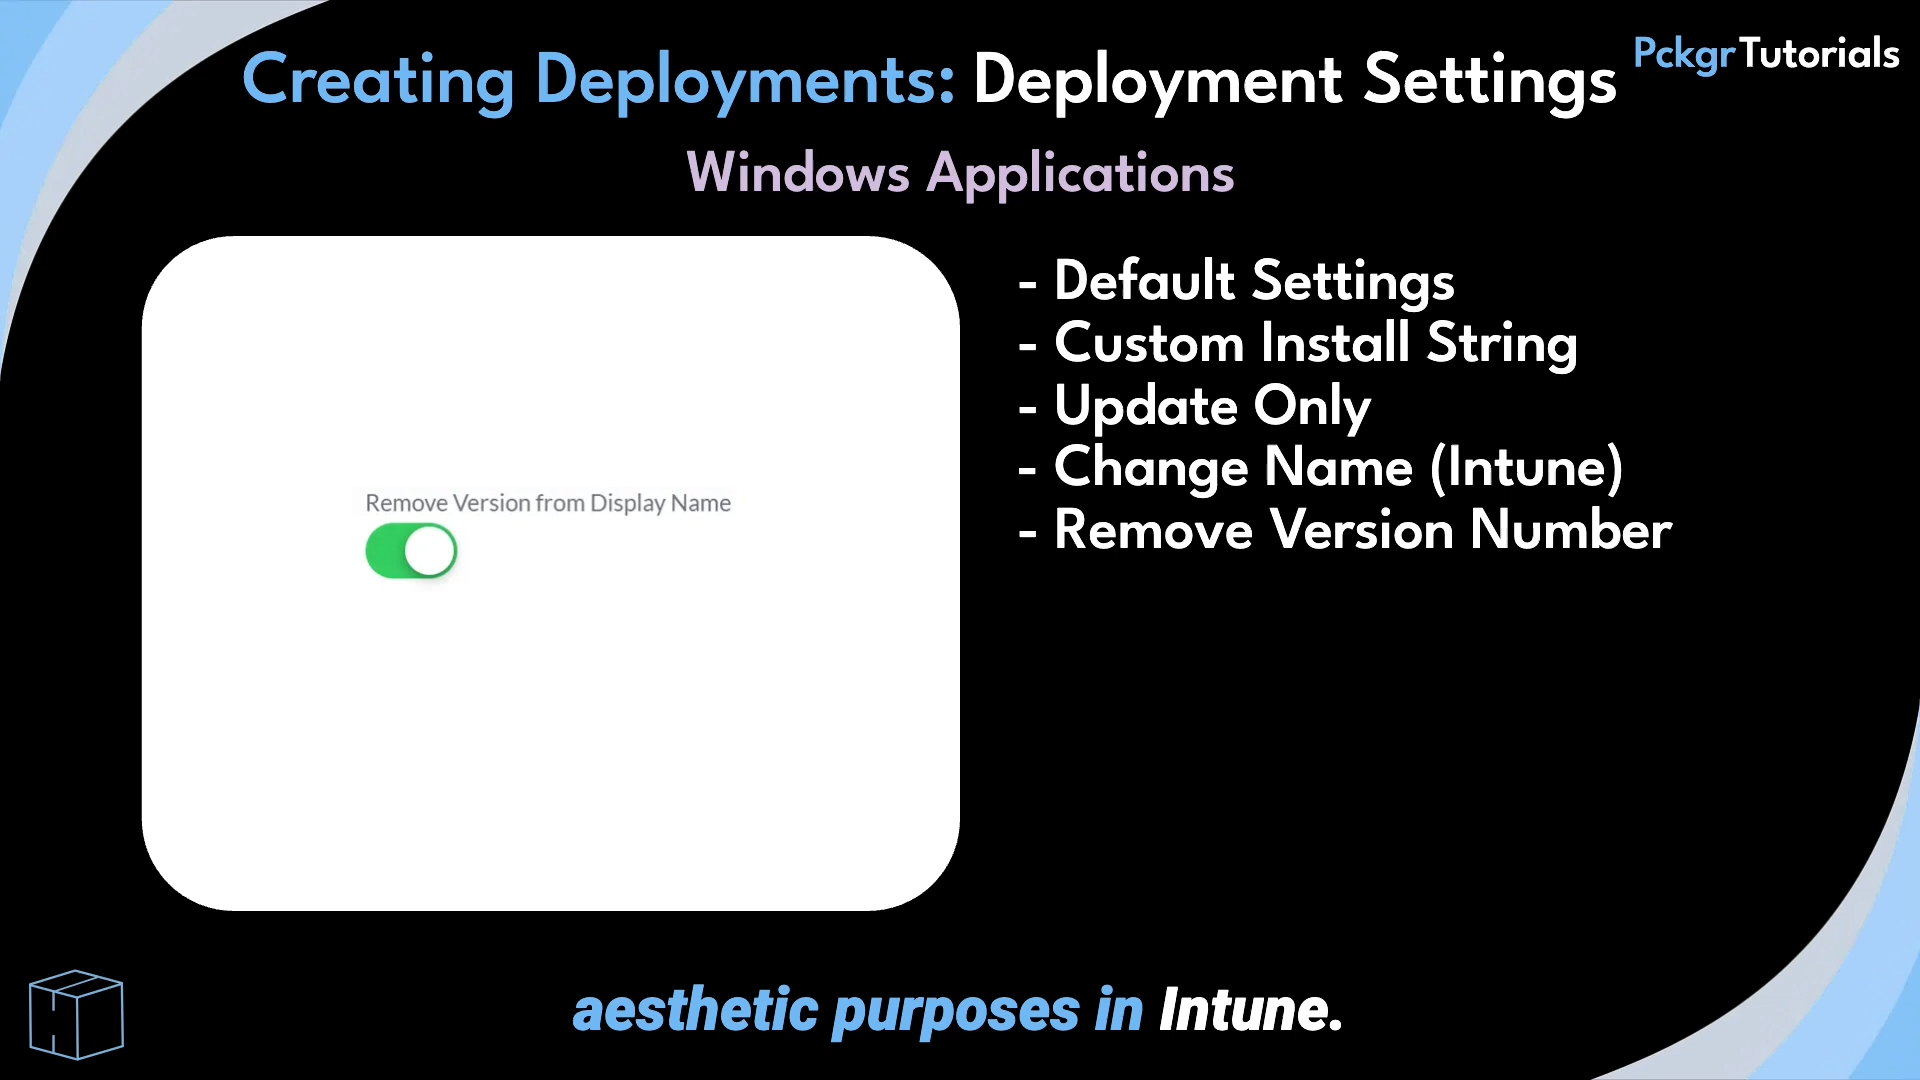 Creating Deployments: Deployment Settings
PckgrTutorials
Windows Applications
Remove Version from Display Name
- Default Settings
- Custom Install String
- Update Only
- Change Name (Intune)
- Remove Version Number
aesthetic purposes in Intune.